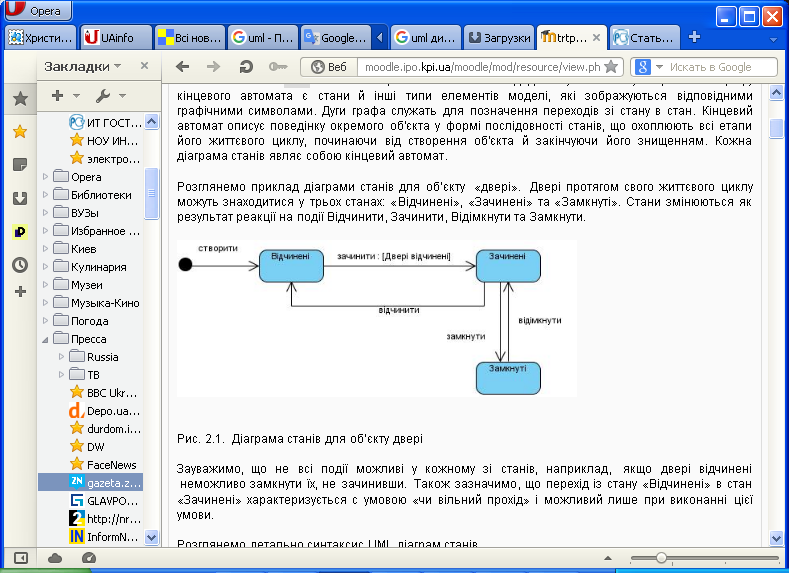 Opera
Христи...
UAinfo
Всі нов...
uml - П...
Google...
uml ди...
Загрузки
trtp...
Стать...
Закладки
Веб
moodle.ipo.kpi.ua/moodle/mod/resource/view.ph
Искать в Google
ИТ ГОСТ...
НОУ ИН...
электро...
Opera
Библиотеки
ВУЗы
Избранное ...
Киев
Кулинария
Музеи
Музыка-Кино
Погода
Пресса
Russia
ТВ
BBC Ukr...
Depo.ua...
durdom.i...
DW
FaceNews
gazeta.z...
GLAVPO...
http://nr...
InformN...
кінцевого автомата є стани й інші типи елементів моделі, які зображуються відповідними
графічними символами. Дуги графа служать для позначення переходів зі стану в стан. Кінцевий
автомат описує поведінку окремого об'єкта у формі послідовності станів, що охоплюють всі етапи
його життєвого циклу, починаючи від створення об'єкта й закінчуючи його знищенням. Кожна
діаграма станів являє собою кінцевий автомат.
Розглянемо приклад діаграми станів для об'єкту «двері». Двері протягом свого життєвого циклу
можуть знаходитися у трьох станах: «Відчинені», «Зачинені» та «Замкнуті». Стани змінюються як
результат реакції на події Відчинити, Зачинити, Відімкнути та Замкнути.
створити
Відчинені
зачинити : [Двері відчинені]
Зачинені
відчинити
відімкнути
замкнути
Замкнуті
Рис. 2.1. Діаграма станів для об'єкту двері
Зауважимо, що не всі події можливі у кожному зі станів, наприклад, якщо двері відчинені
неможливо замкнути їх, не зачинивши. Також зазначимо, що перехід із стану «Відчинені» в стан
«Зачинені» характеризується с умовою «чи вільний прохід» і можливий лише при виконанні цієї
умови.
Розглянемо детально синтаксис UML діаграм станів